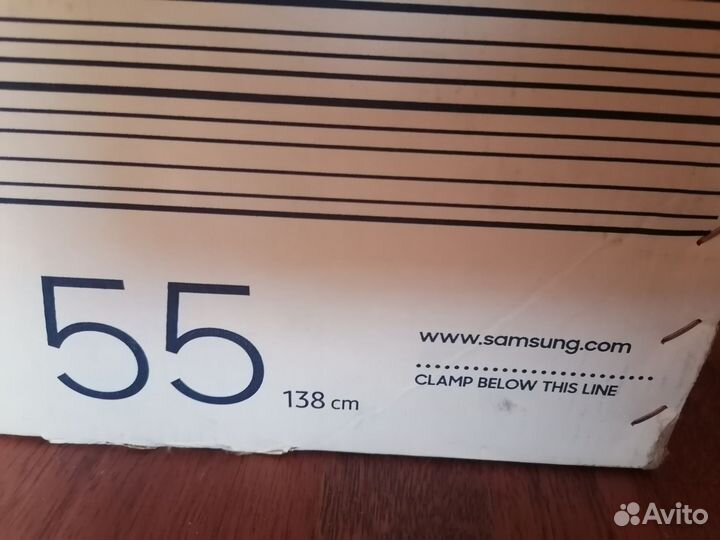 55 138 cm
www.samsung.com
CLAMP BELOW THIS LINE
Avito